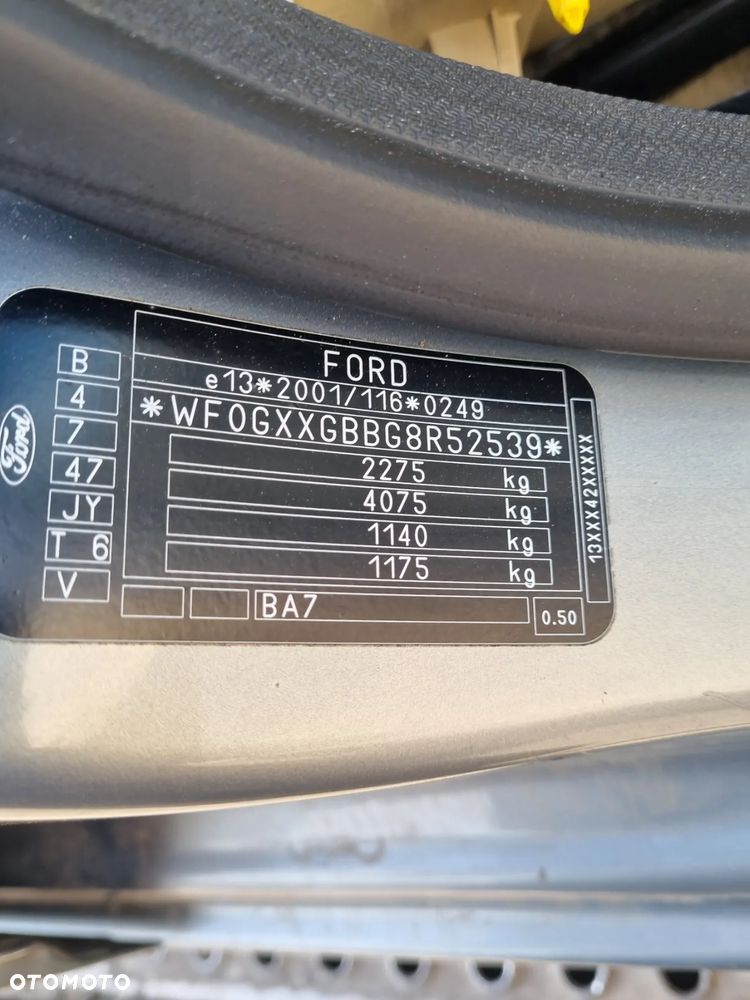 FORD
e13*2001/116*0249
*WF0GXXGBBG8R52539*
2275 kg
4075 kg
1140 kg
1175 kg
B
4
7
47
JY
T 6
V
BA7
0.50
13XXX42XXXXX
Ford
OTOMOTO